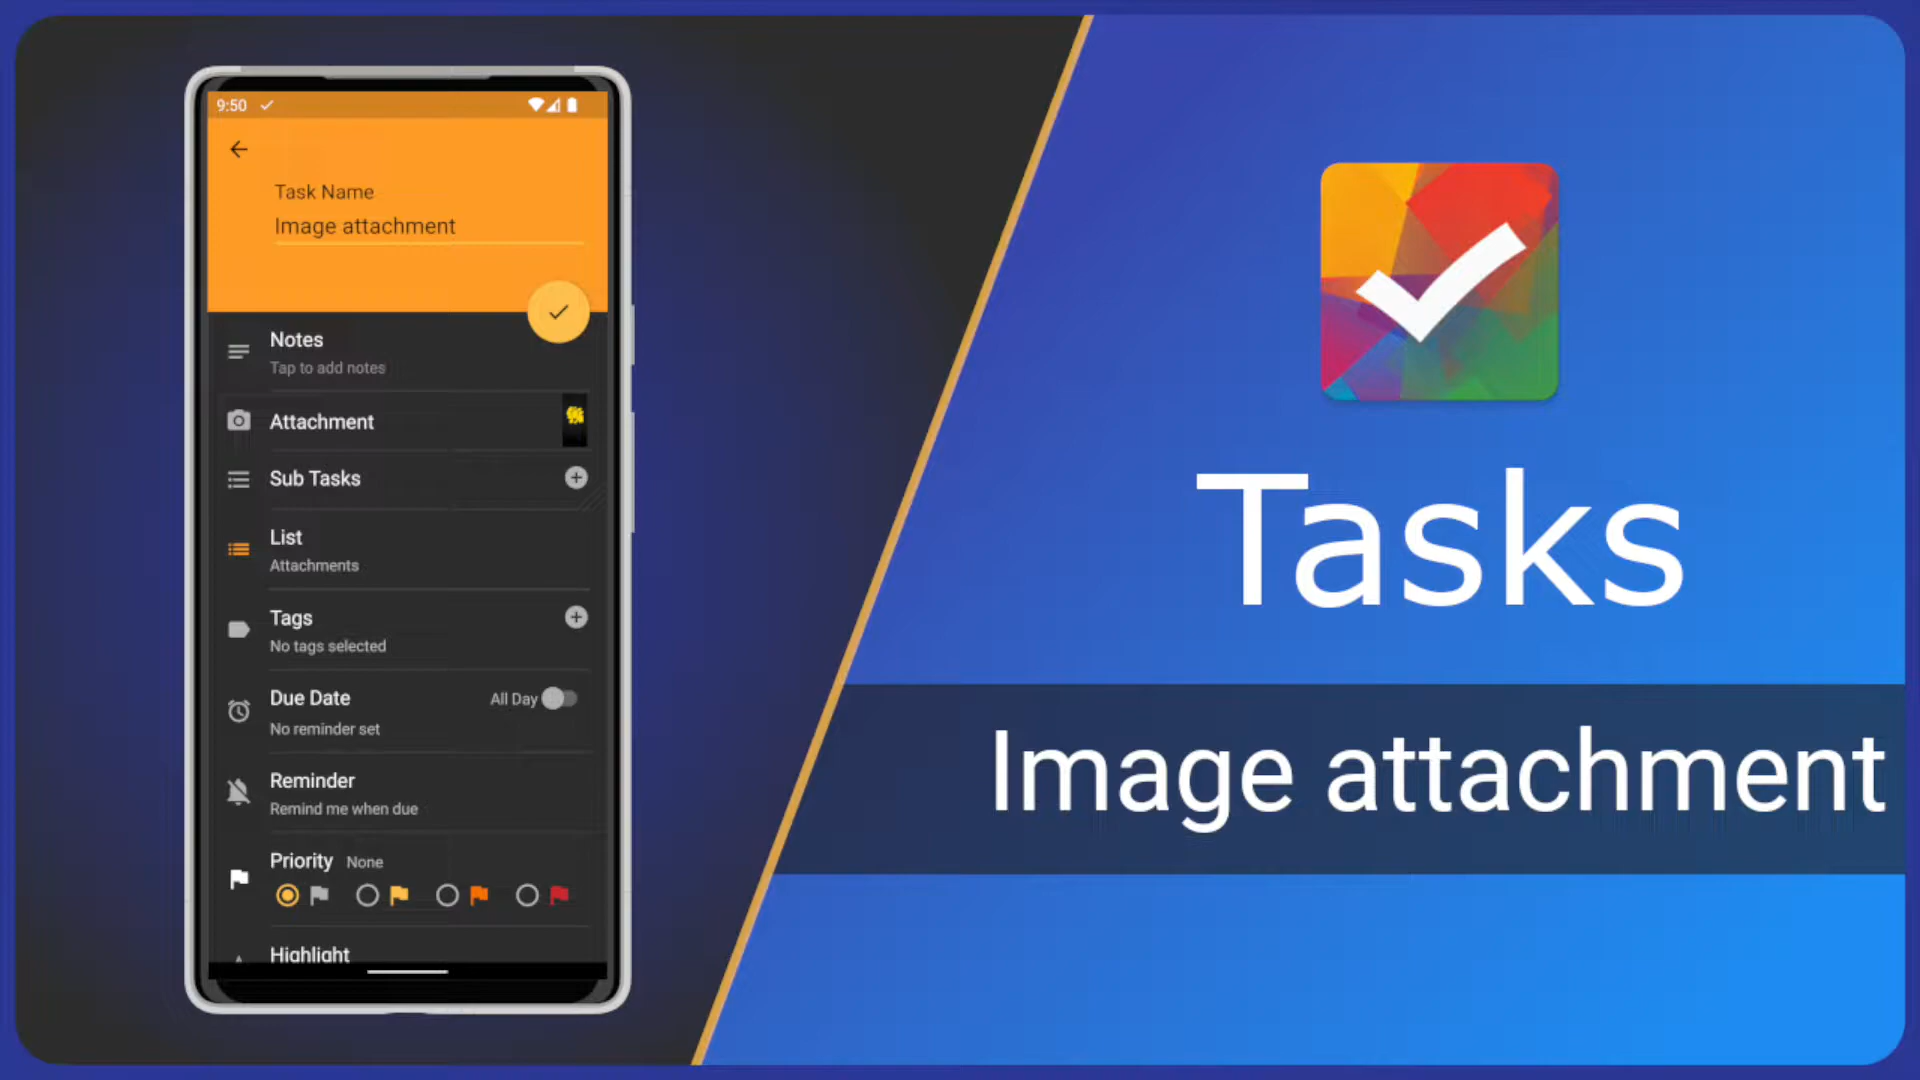 9:50
Task Name
Image attachment
Notes
Tap to add notes
Attachment
Sub Tasks
List
Attachments
Tags
No tags selected
Due Date
All Day
No reminder set
Reminder
Remind me when due
Priority None
Highlight
Tasks
Image attachment